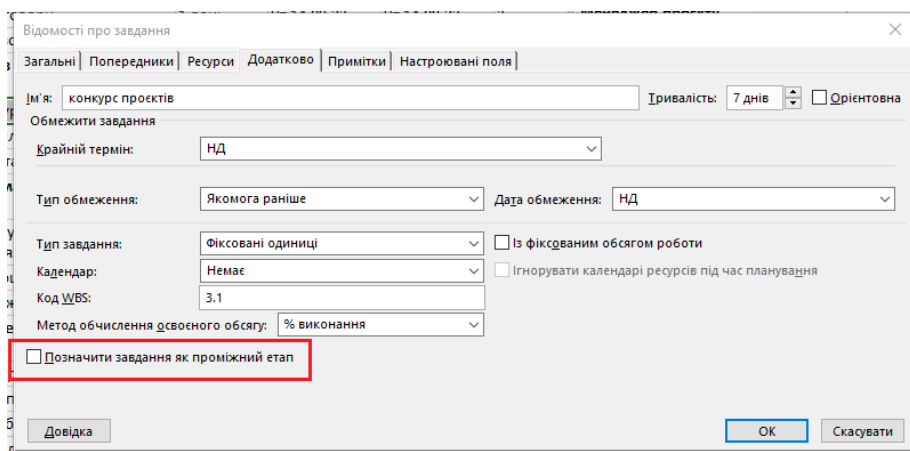 Відомості про завдання
Загальні Попередники Ресурси Додатково Примітки Настроювані поля
Ім'я: конкурс проєктів Тривалість: 7 днів Орієнтовна
Обмежити завдання
Крайній термін: НД
Тип обмеження: Якомога раніше Дата обмеження: НД
Тип завдання: Фіксовані одиниці Із фіксованим обсягом роботи
Календар: Немає Ігнорувати календарі ресурсів під час планування
Код WBS: 3.1
Метод обчислення освоєного обсягу: % виконання
Позначити завдання як проміжний етап
Довідка ОК Скасувати